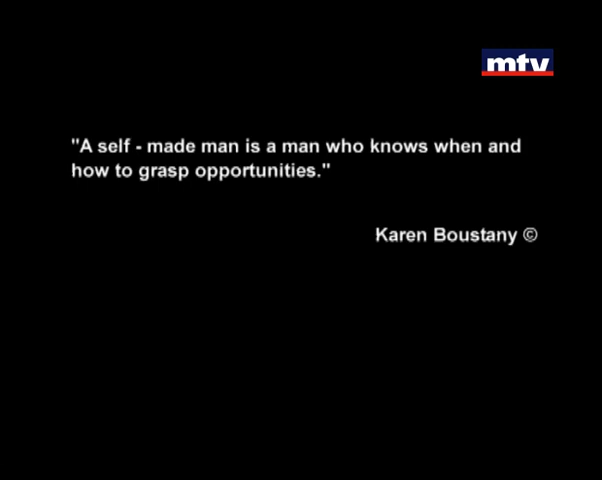 mtv
"A self - made man is a man who knows when and
how to grasp opportunities."
Karen Boustany ©